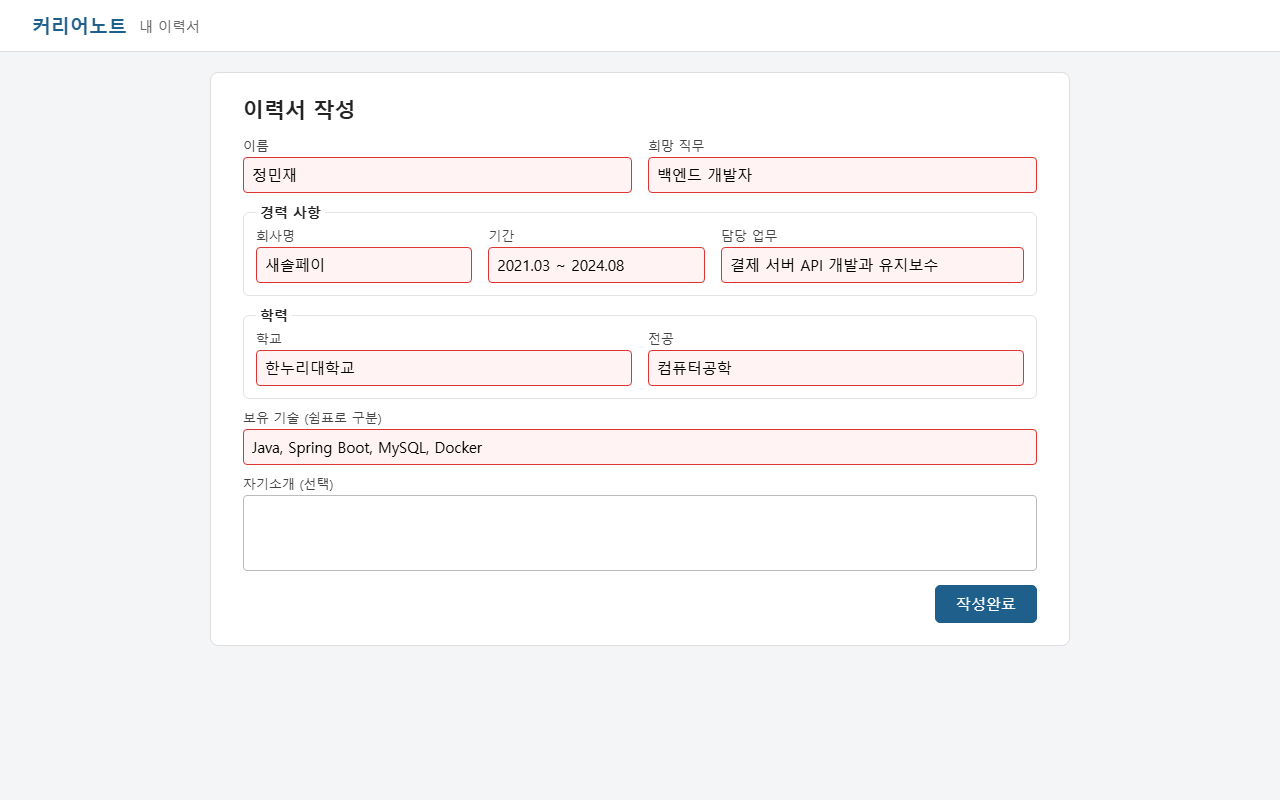 커리어노트 내 이력서
이력서 작성
이름 희망 직무
정민재 백엔드 개발자
경력 사항
회사명 기간 담당 업무
새솔페이 2021.03 ~ 2024.08 결제 서버 API 개발과 유지보수
학력
학교 전공
한누리대학교 컴퓨터공학
보유 기술 (쉼표로 구분)
Java, Spring Boot, MySQL, Docker
자기소개 (선택)
작성완료